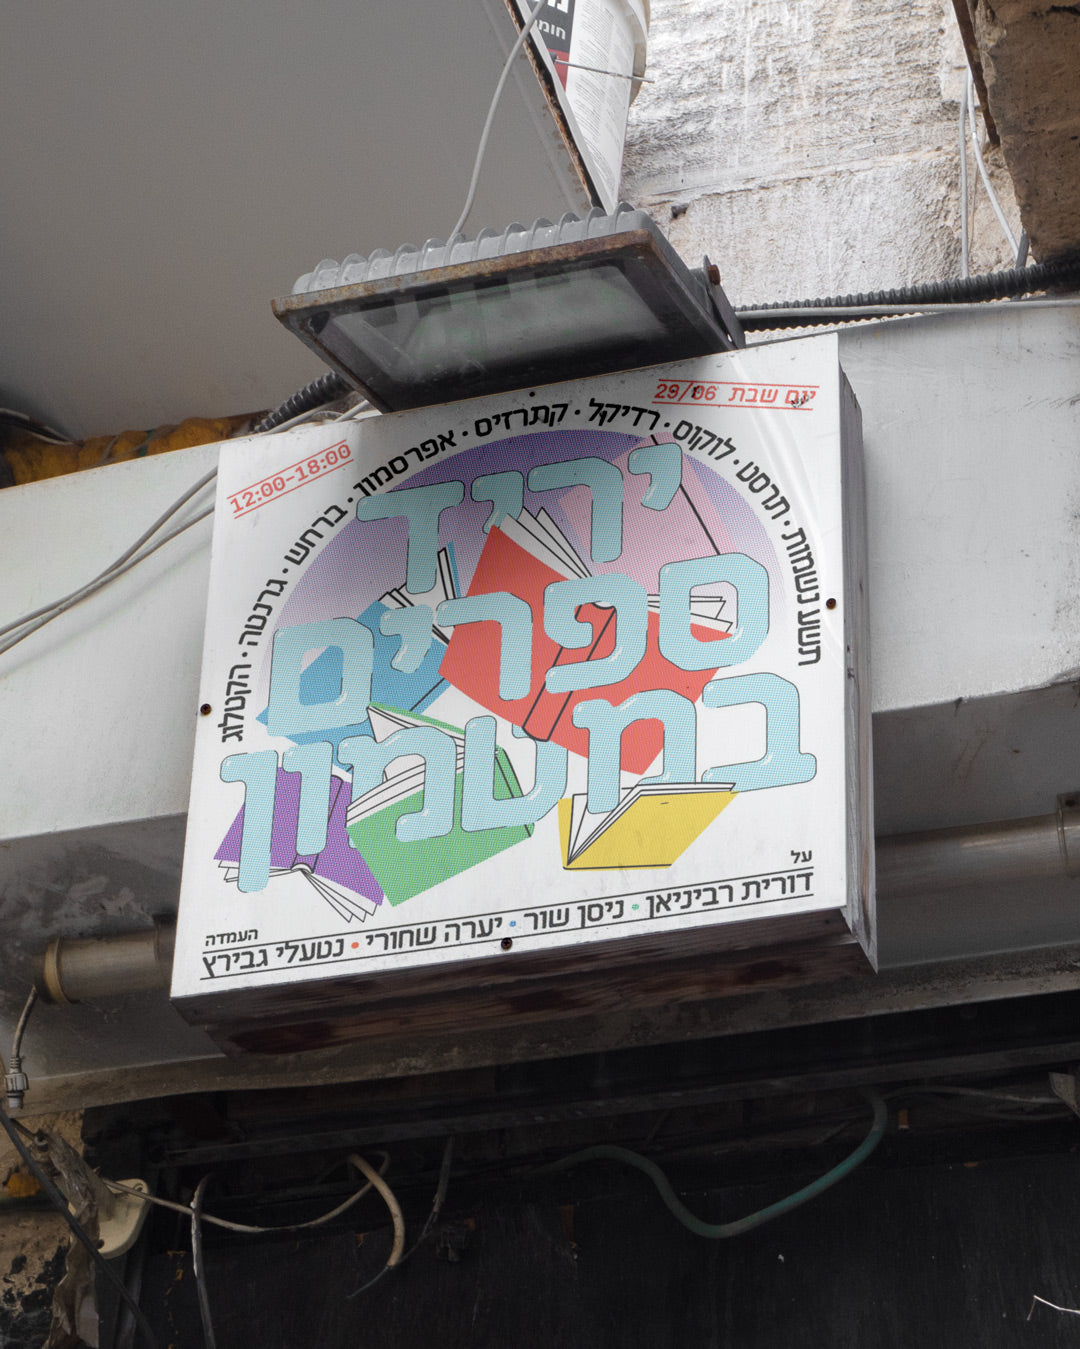 יום שבת 29/06
12:00-18:00
תשע נשמות · תרסט · לוקוס · רדיקל · קתרזיס · אפרסמון · ברחש · גרנטה · הקטלוג
יריד
ספרים
במשמון
על
דורית רביניאן · ניסן שור · יערה שחורי · נטעלי גבירץ
העמדה